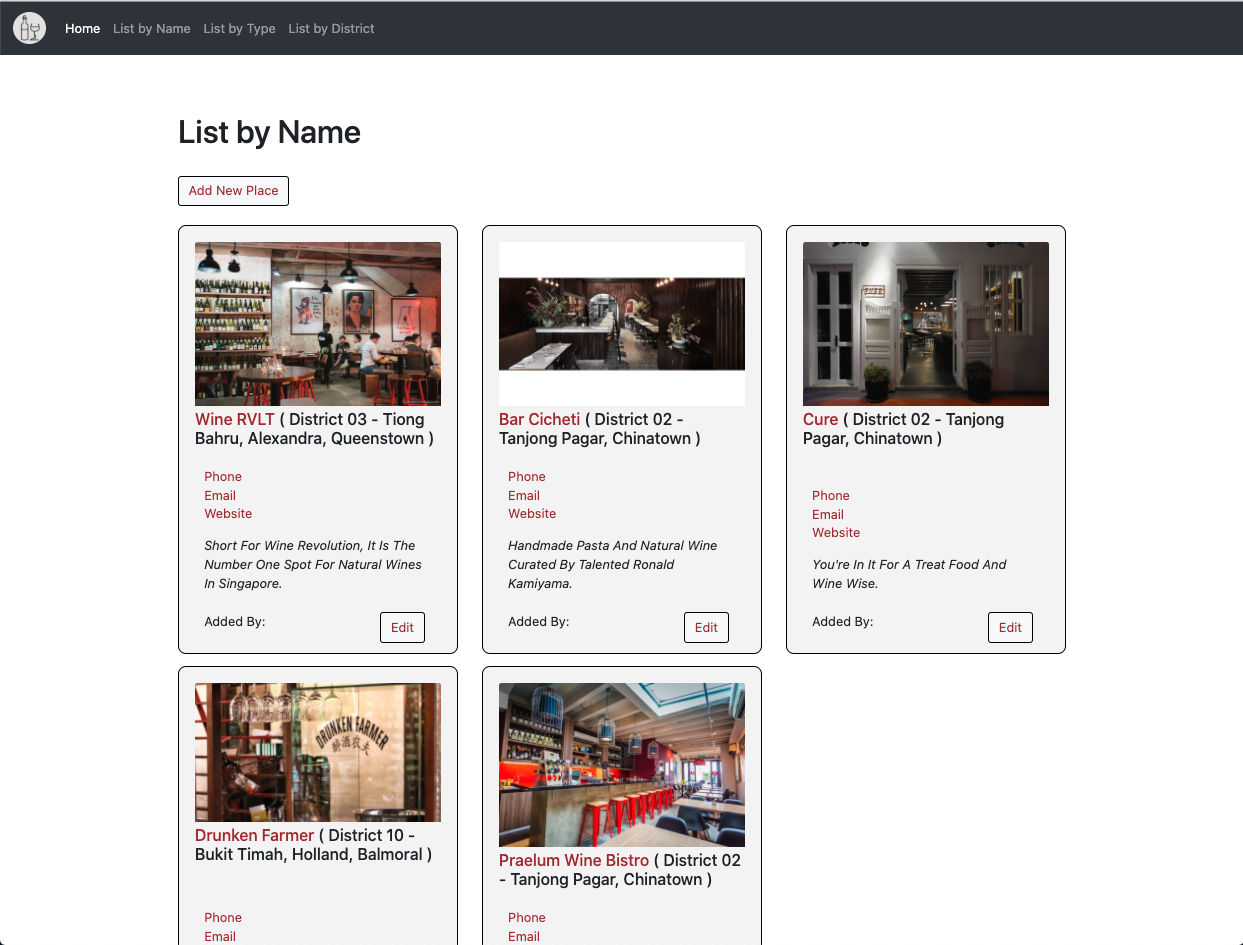 Home List by Name List by Type List by District
List by Name
Add New Place
Wine RVLT ( District 03 - Tiong
Bahru, Alexandra, Queenstown )
Phone
Email
Website
Short For Wine Revolution, It Is The
Number One Spot For Natural Wines
In Singapore.
Added By:
Edit
Bar Cicheti ( District 02 -
Tanjong Pagar, Chinatown )
Phone
Email
Website
Handmade Pasta And Natural Wine
Curated By Talented Ronald
Kamiyama.
Added By:
Edit
CURE
Cure ( District 02 - Tanjong
Pagar, Chinatown )
Phone
Email
Website
You're In It For A Treat Food And
Wine Wise.
Added By:
Edit
DRUNKEN FARMER
醉酒农夫
Drunken Farmer ( District 10 -
Bukit Timah, Holland, Balmoral )
Phone
Email
Praelum Wine Bistro ( District 02
- Tanjong Pagar, Chinatown )
Phone
Email